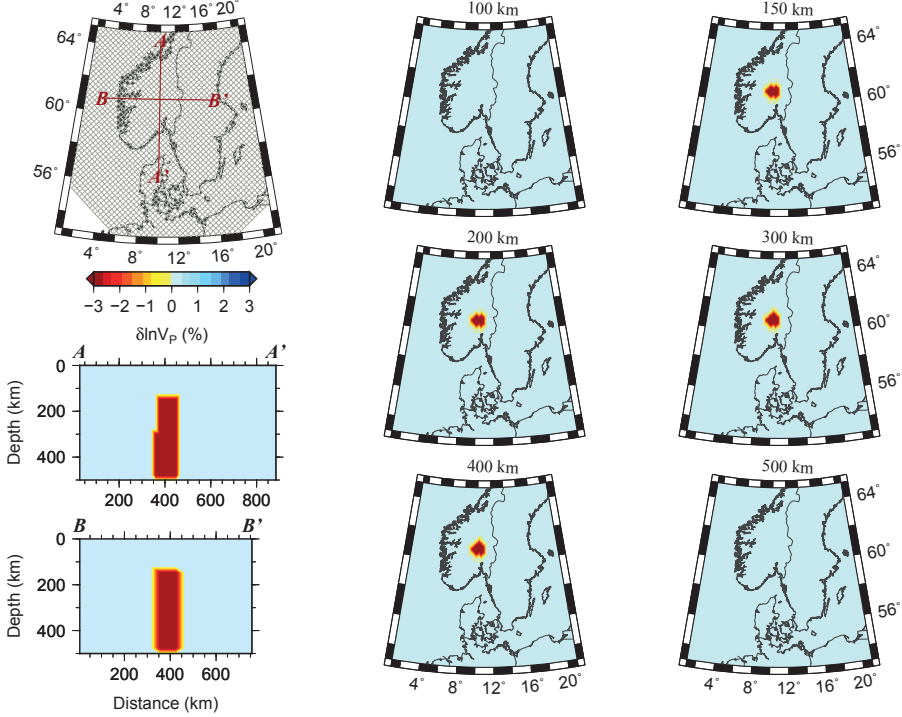 4° 8° 12° 16° 20°
64°
60°
56°
A
B B'
A'
4° 8° 12° 16° 20°
−3 −2 −1 0 1 2 3
δlnV_P (%)
A A'
0
200
400
Depth (km)
200 400 600 800
B B'
0
200
400
Depth (km)
200 400 600
Distance (km)
100 km
150 km
64°
60°
56°
200 km
300 km
64°
60°
56°
400 km
500 km
64°
60°
56°
4° 8° 12° 16° 20°
4° 8° 12° 16° 20°